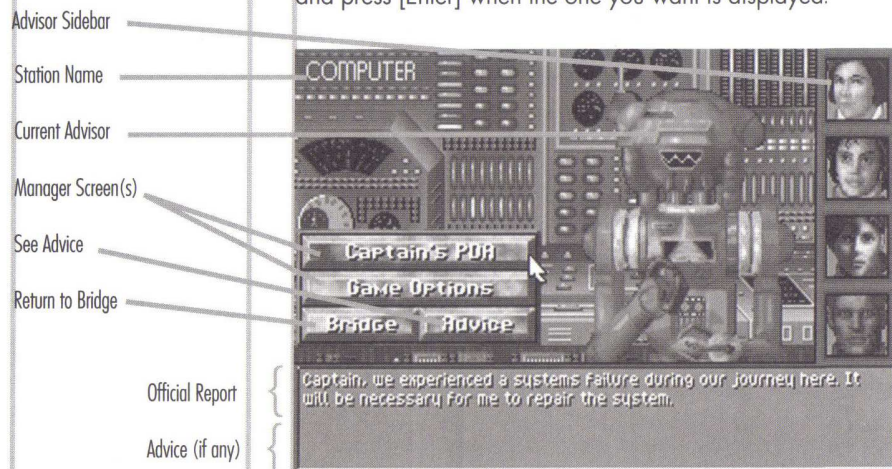 and press [Enter] when the one you want is displayed.
Advisor Sidebar
Station Name
Current Advisor
Manager Screen(s)
See Advice
Return to Bridge
Official Report
Advice (if any)
COMPUTER
Captain's PDA
Game Options
Bridge
Advice
Captain, we experienced a systems failure during our journey here. It
will be necessary for me to repair the system.